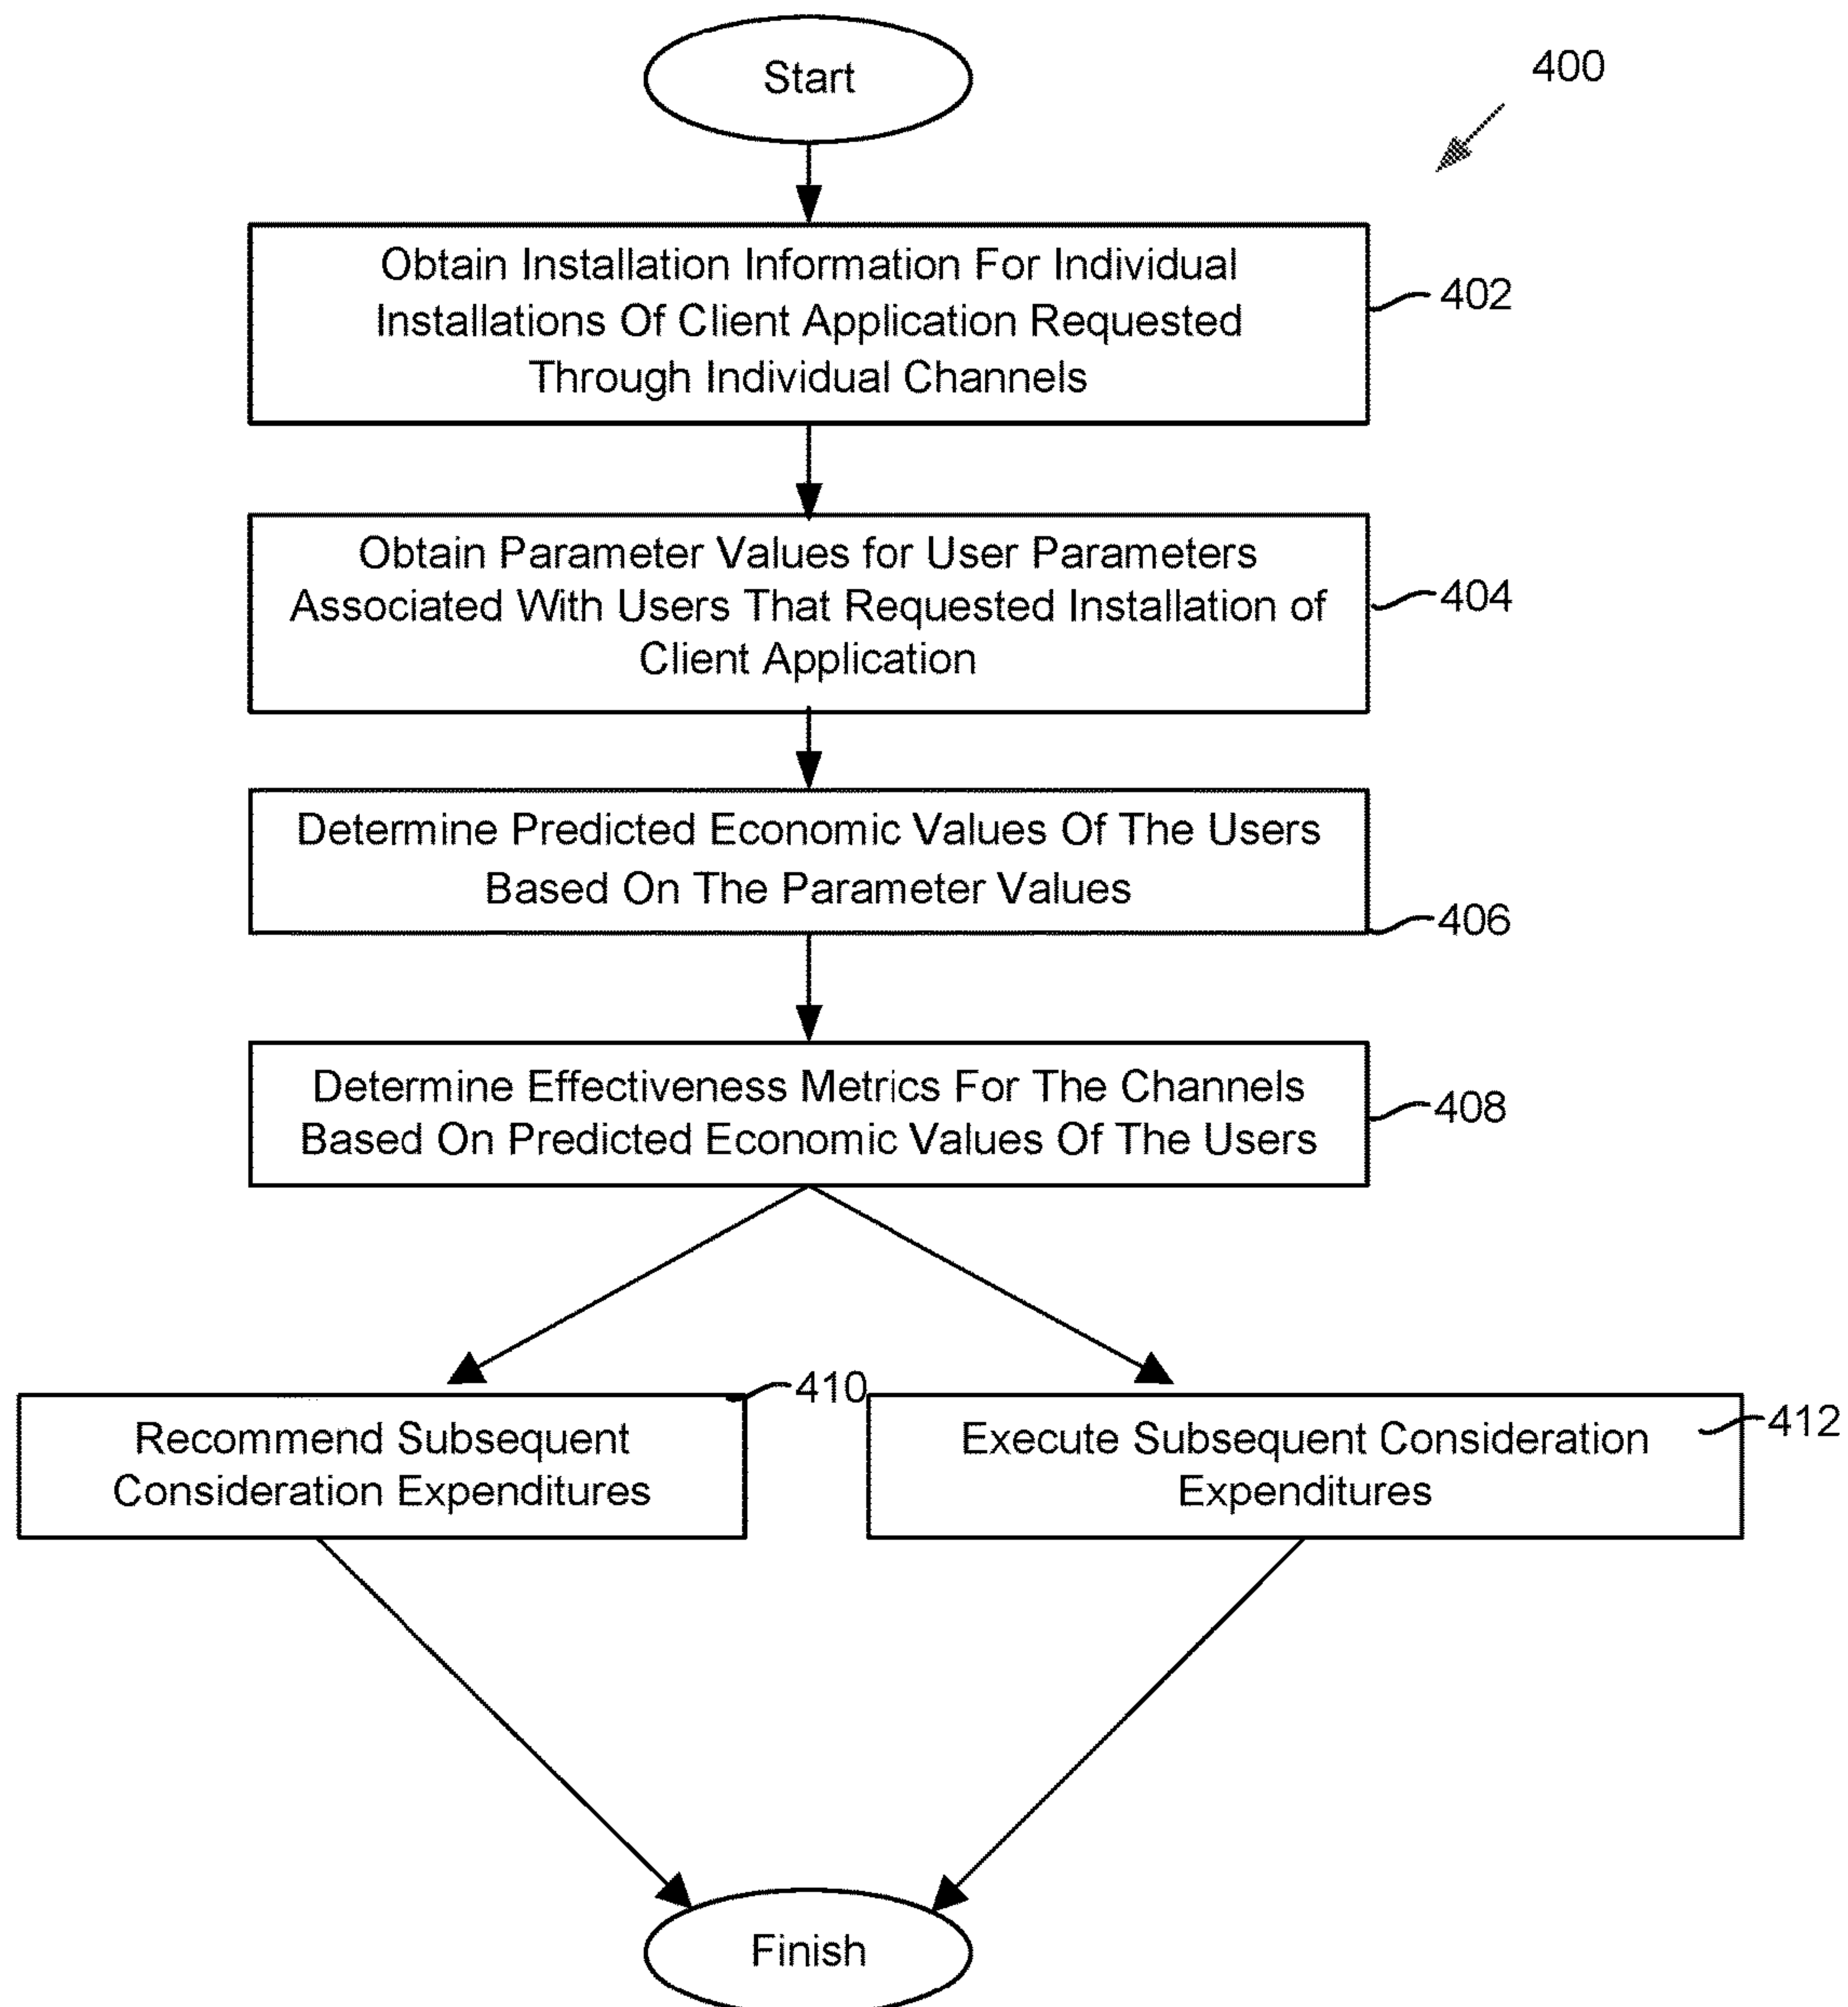 Start
400
Obtain Installation Information For Individual
Installations Of Client Application Requested
Through Individual Channels
402
Obtain Parameter Values for User Parameters
Associated With Users That Requested Installation of
Client Application
404
Determine Predicted Economic Values Of The Users
Based On The Parameter Values
406
Determine Effectiveness Metrics For The Channels
Based On Predicted Economic Values Of The Users
408
410
Recommend Subsequent
Consideration Expenditures
412
Execute Subsequent Consideration
Expenditures
Finish